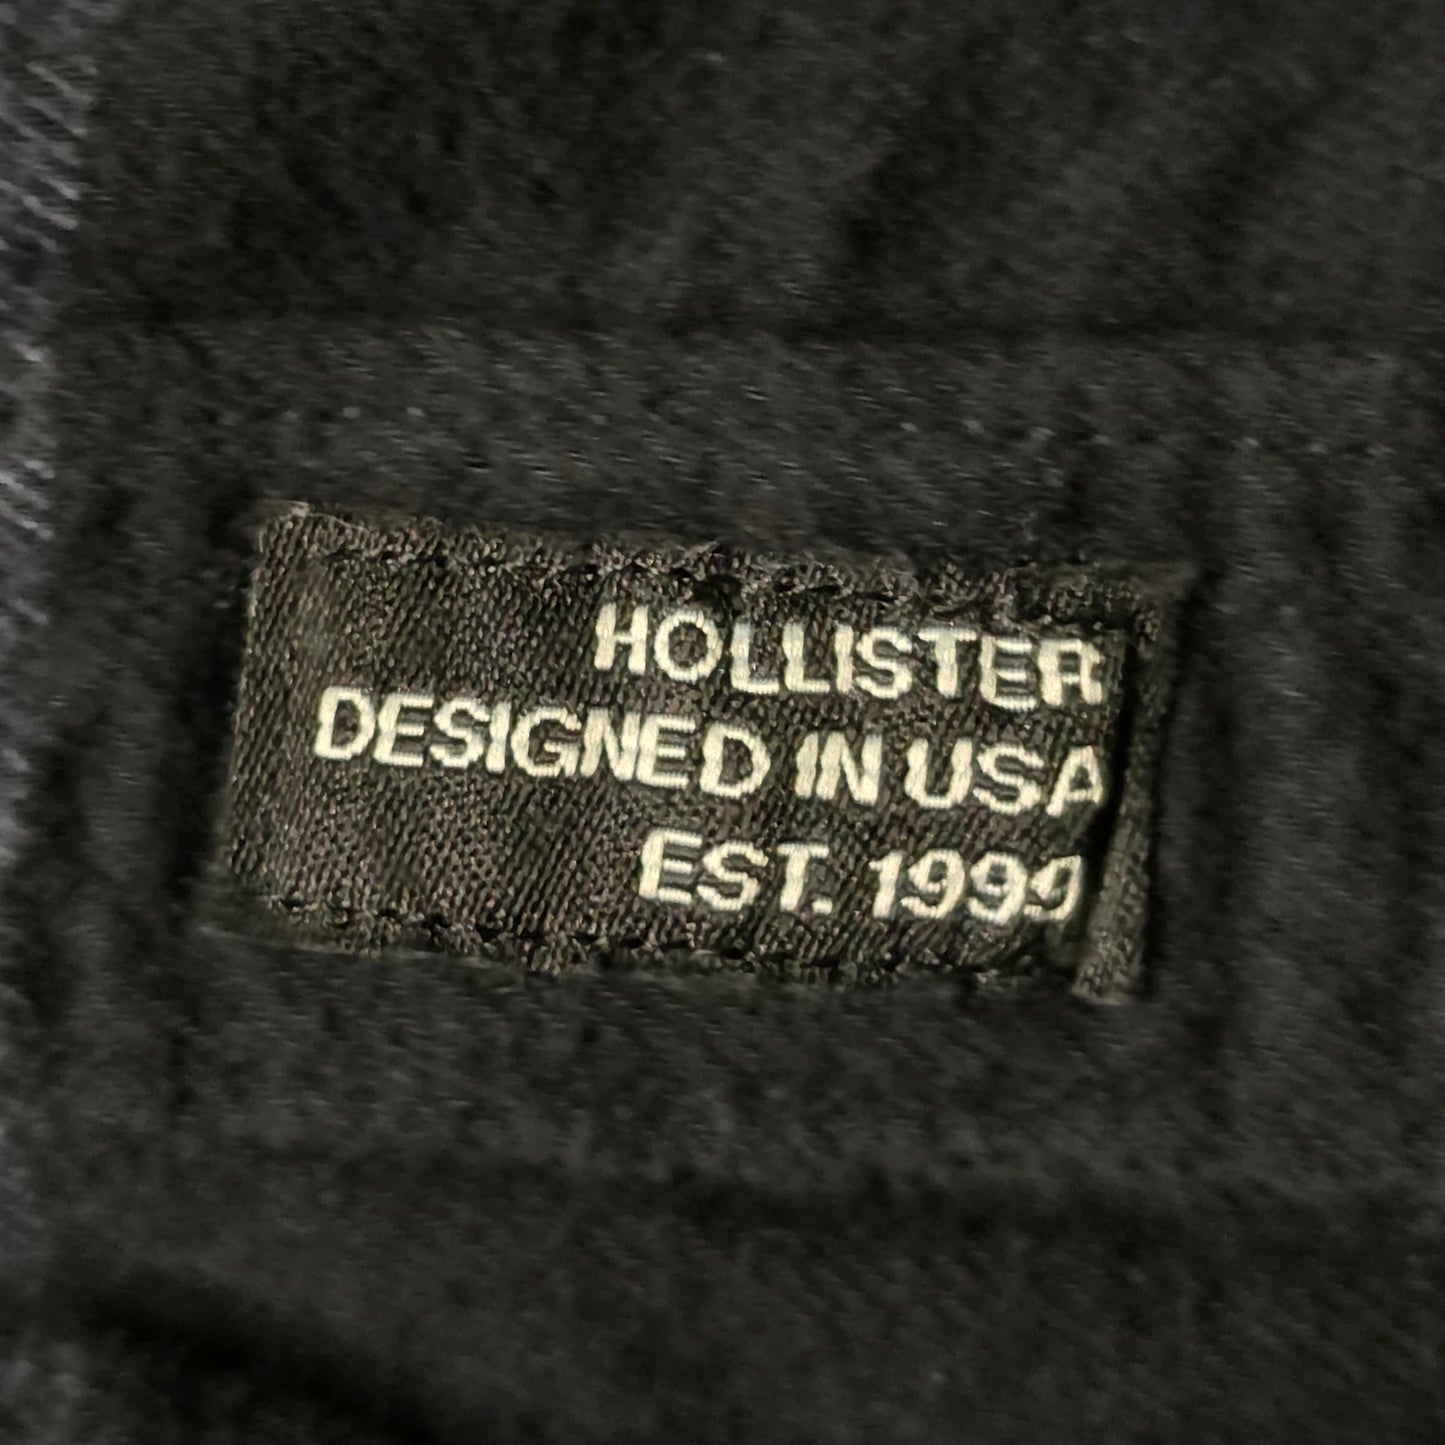 HOLLISTER
DESIGNED IN USA
EST. 1999